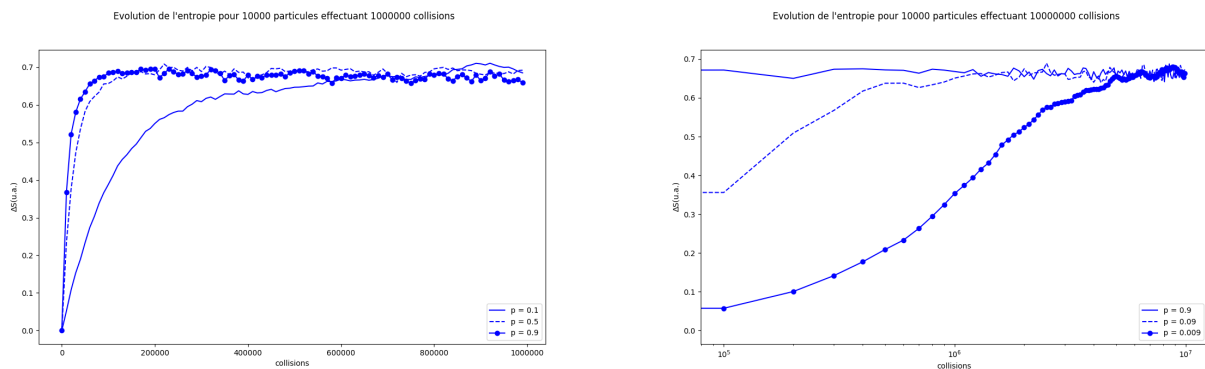 Evolution de l'entropie pour 10000 particules effectuant 1000000 collisions
0.7
0.6
0.5
0.4
0.3
0.2
0.1
0.0
ΔS(u.a.)
0
200000
400000
600000
800000
1000000
collisions
p = 0.1
p = 0.5
p = 0.9
Evolution de l'entropie pour 10000 particules effectuant 10000000 collisions
0.7
0.6
0.5
0.4
0.3
0.2
0.1
0.0
ΔS(u.a.)
10⁵
10⁶
10⁷
collisions
p = 0.9
p = 0.09
p = 0.009